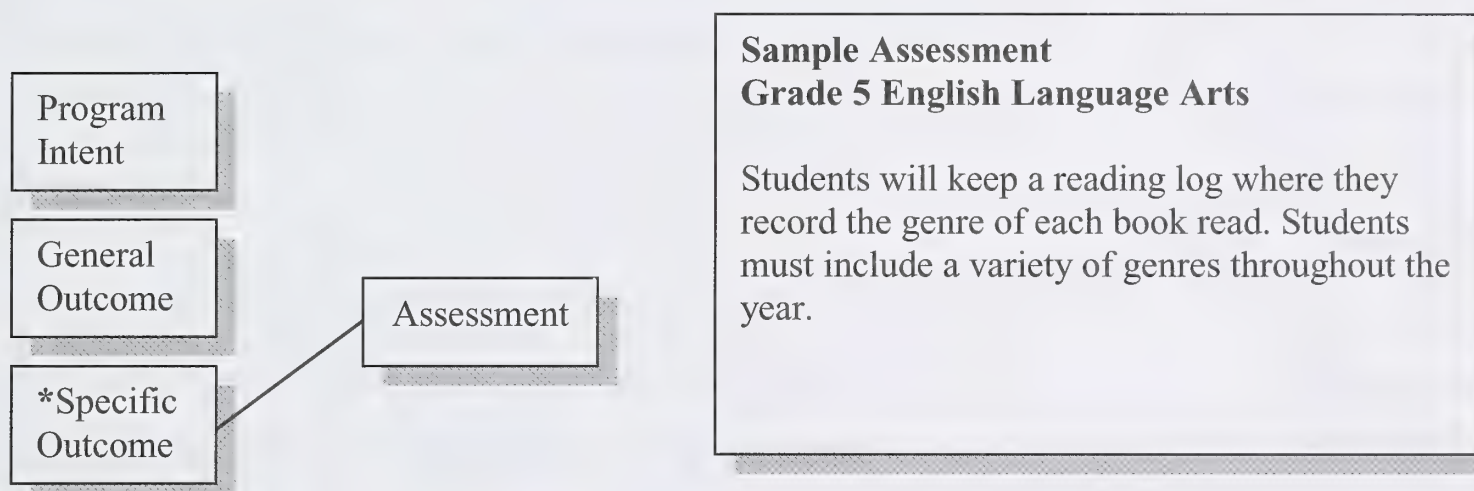 Program
Intent
General
Outcome
*Specific
Outcome
Assessment
Sample Assessment
Grade 5 English Language Arts
Students will keep a reading log where they
record the genre of each book read. Students
must include a variety of genres throughout the
year.